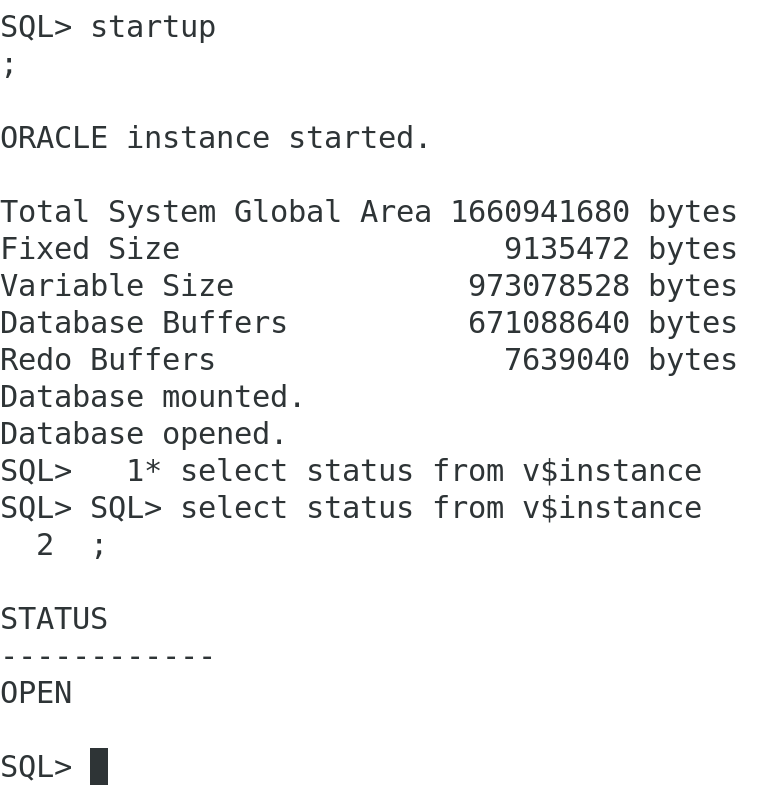 SQL> startup
;
ORACLE instance started.
Total System Global Area 1660941680 bytes
Fixed Size                  9135472 bytes
Variable Size             973078528 bytes
Database Buffers          671088640 bytes
Redo Buffers                7639040 bytes
Database mounted.
Database opened.
SQL>   1* select status from v$instance
SQL> SQL> select status from v$instance
  2  ;
STATUS
------------
OPEN
SQL>